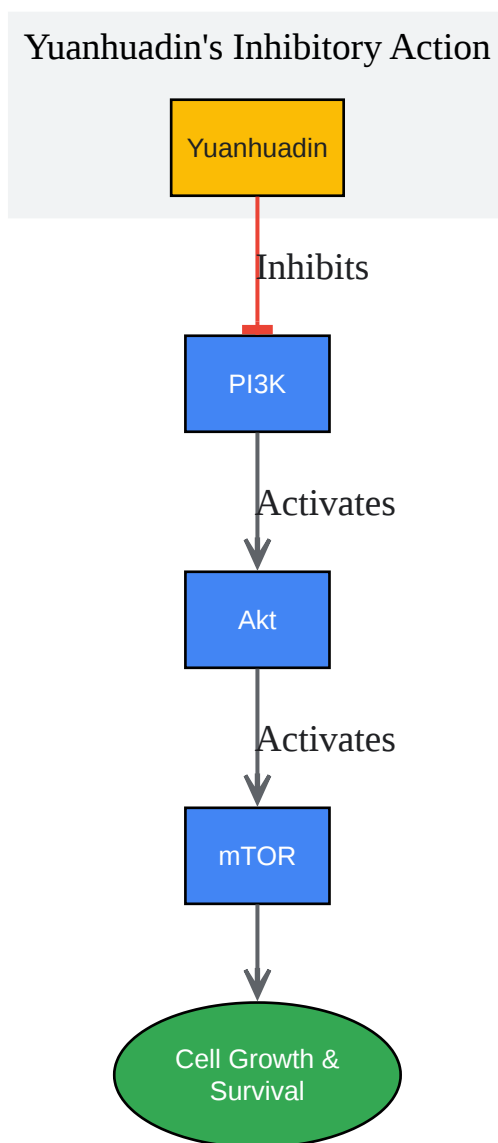 Yuanhuadin's Inhibitory Action
Yuanhuadin
Inhibits
PI3K
Activates
Akt
Activates
mTOR
Cell Growth &
Survival